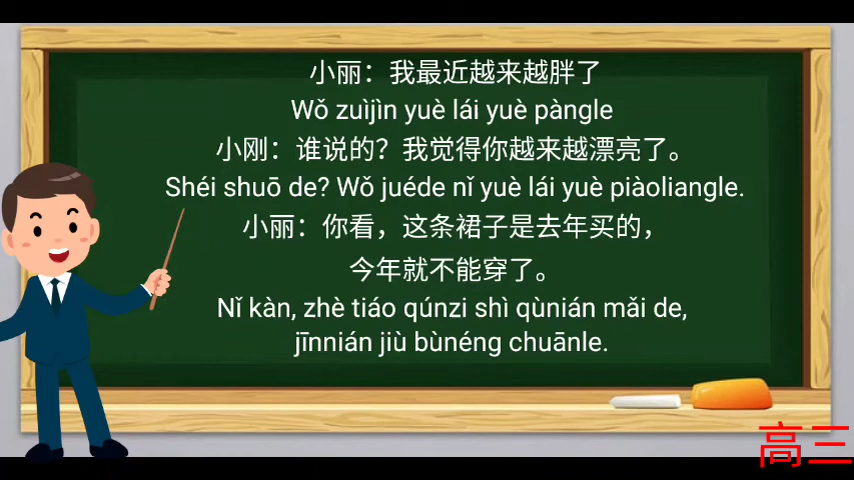 小丽：我最近越来越胖了
Wǒ zuìjìn yuè lái yuè pàngle
小刚：谁说的？我觉得你越来越漂亮了。
Shéi shuō de? Wǒ juéde nǐ yuè lái yuè piàoliangle.
小丽：你看，这条裙子是去年买的，
今年就不能穿了。
Nǐ kàn, zhè tiáo qúnzi shì qùnián mǎi de,
jīnnián jiù bùnéng chuānle.
高三